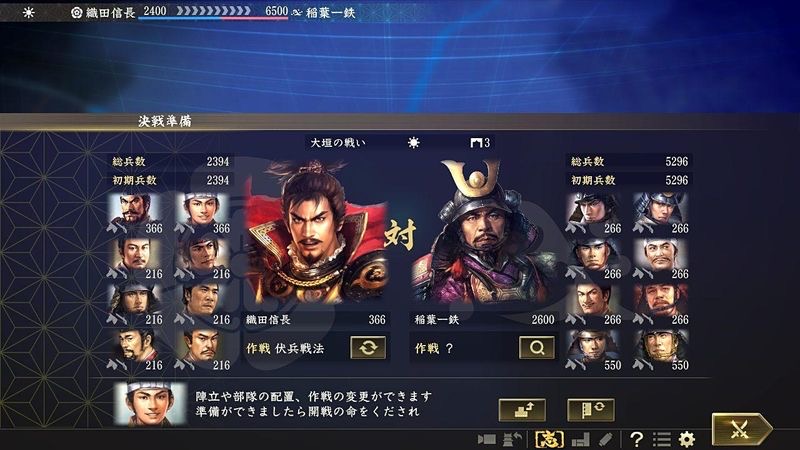 織田信長 2400 6500 稲葉一鉄
決戦準備
大垣の戦い 3
総兵数 2394
初期兵数 2394
366 366
216 216
216 216
216 216
対
総兵数 5296
初期兵数 5296
266 266
266 266
266 266
550 550
織田信長 366
作戦 伏兵戦法
稲葉一鉄 2600
作戦 ?
陣立や部隊の配置、作戦の変更ができます
準備ができましたら開戦の命をくだされ
志 ?